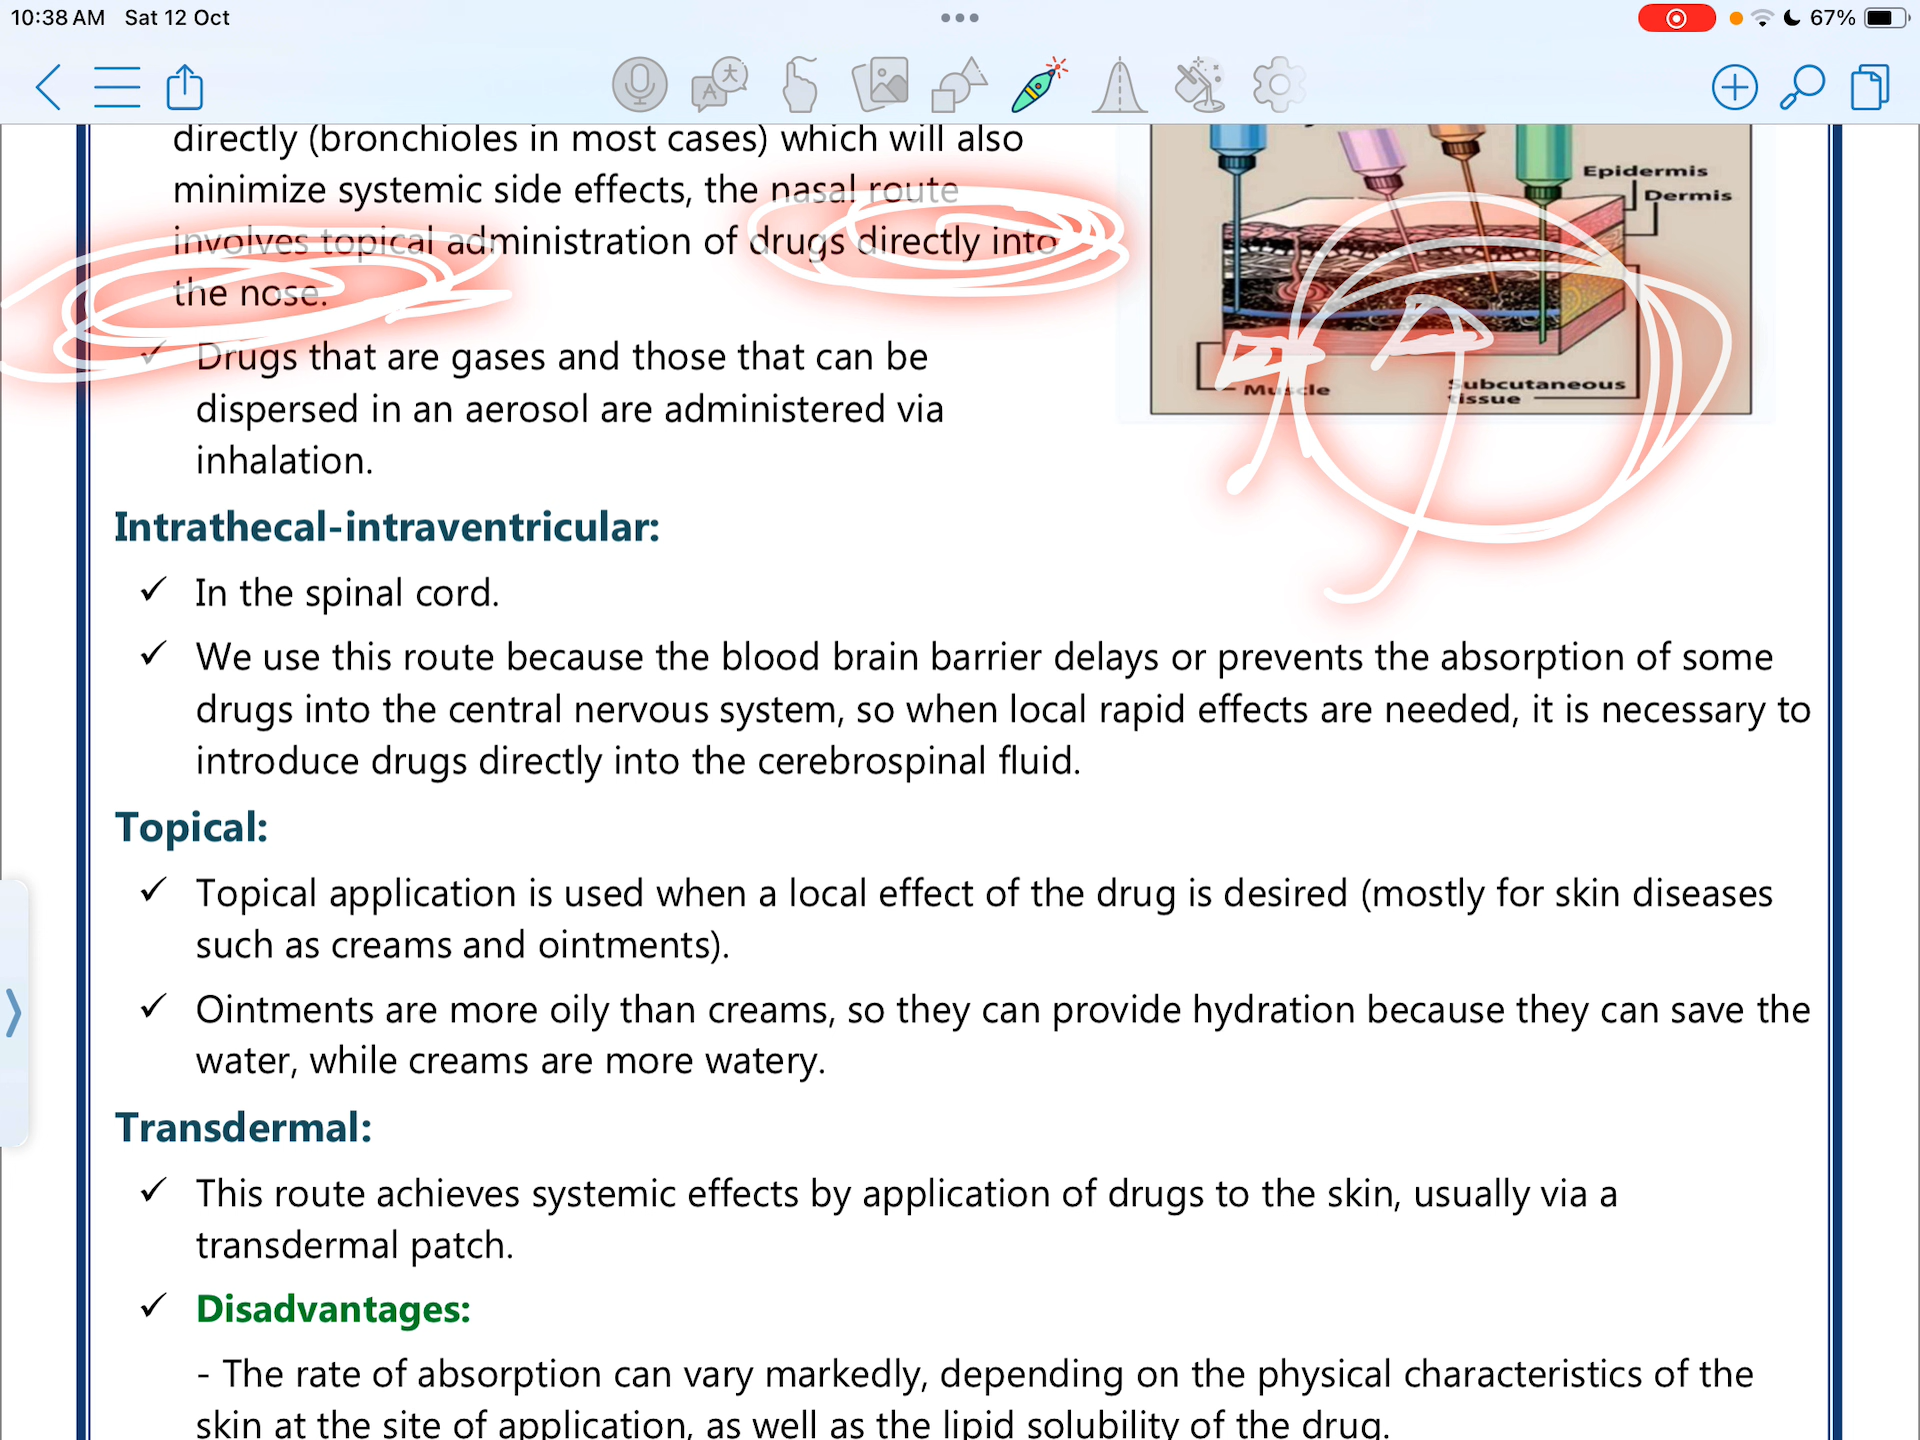 10:38 AM Sat 12 Oct
67%
directly (bronchioles in most cases) which will also
minimize systemic side effects, the nasal route
involves topical administration of drugs directly into
the nose.
✓ Drugs that are gases and those that can be
dispersed in an aerosol are administered via
inhalation.
Epidermis
Dermis
Muscle
Subcutaneous
tissue
Intrathecal-intraventricular:
✓ In the spinal cord.
✓ We use this route because the blood brain barrier delays or prevents the absorption of some
drugs into the central nervous system, so when local rapid effects are needed, it is necessary to
introduce drugs directly into the cerebrospinal fluid.
Topical:
✓ Topical application is used when a local effect of the drug is desired (mostly for skin diseases
such as creams and ointments).
✓ Ointments are more oily than creams, so they can provide hydration because they can save the
water, while creams are more watery.
Transdermal:
✓ This route achieves systemic effects by application of drugs to the skin, usually via a
transdermal patch.
✓ Disadvantages:
- The rate of absorption can vary markedly, depending on the physical characteristics of the
skin at the site of application, as well as the lipid solubility of the drug.